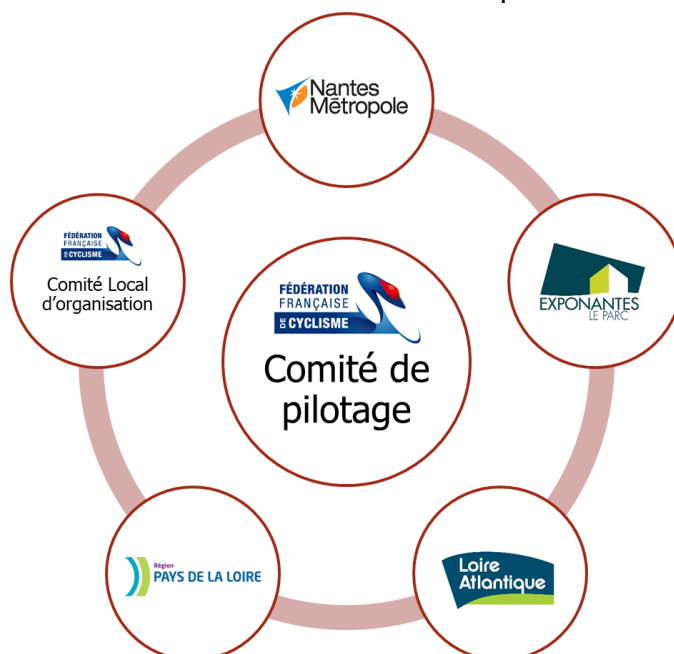 Nantes
Métropole
FÉDÉRATION
FRANÇAISE
DE CYCLISME
Comité Local
d'organisation
EXPONANTES
LE PARC
FÉDÉRATION
FRANÇAISE
DE CYCLISME
Comité de
pilotage
Région
PAYS DE LA LOIRE
Loire
Atlantique